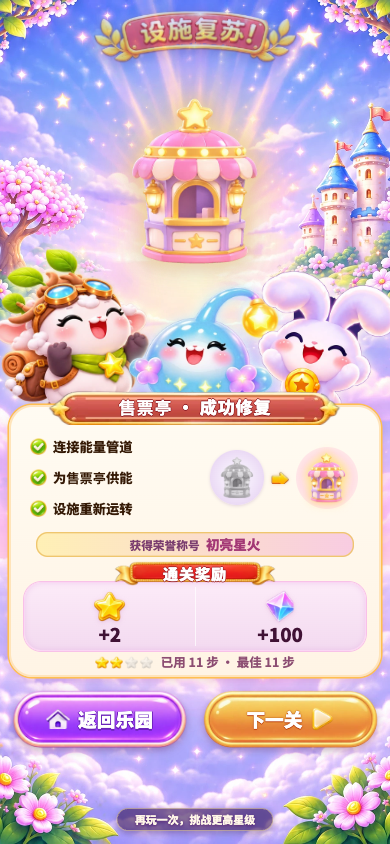 设施复苏!
售票亭 · 成功修复
连接能量管道
为售票亭供能
设施重新运转
获得荣誉称号 初亮星火
通关奖励
+2
+100
已用 11 步 · 最佳 11 步
返回乐园
下一关
再玩一次，挑战更高星级